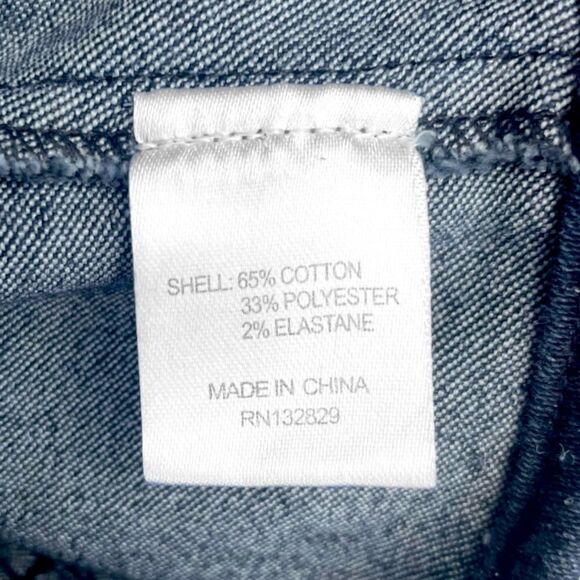 SHELL: 65% COTTON
33% POLYESTER
2% ELASTANE
MADE IN CHINA
RN132829